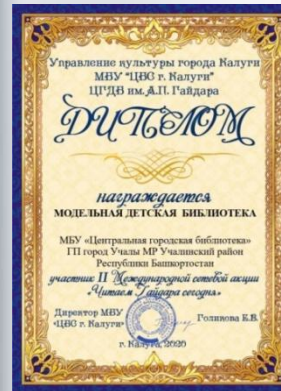 Управление культуры города Калуги
МБУ "ЦБС г. Калуги"
ЦГДБ им. А.П. Гайдара
ДИПЛОМ
награждается
МОДЕЛЬНАЯ ДЕТСКАЯ БИБЛИОТЕКА
МБУ «Центральная городская библиотека»
ГП город Учалы МР Учалинский район
Республики Башкортостан
участник II Международной сетевой акции
«Читаем Гайдара сегодня»
Директор МБУ
"ЦБС г. Калуги"
Голикова Е.В.
г. Калуга, 2020